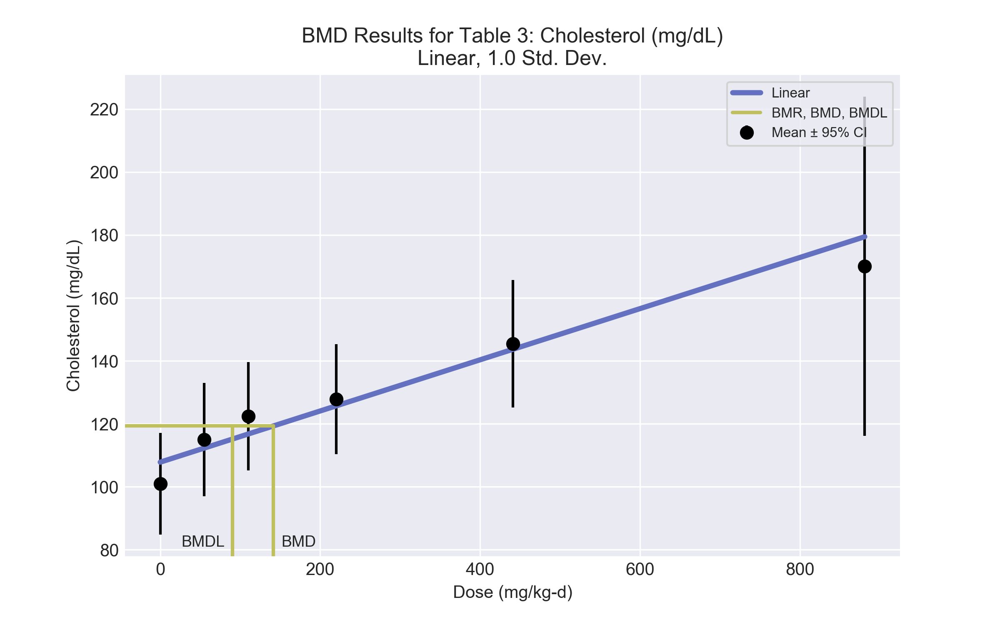 BMD Results for Table 3: Cholesterol (mg/dL)
Linear, 1.0 Std. Dev.
Linear
BMR, BMD, BMDL
Mean ± 95% CI
220
200
180
160
140
120
100
80
Cholesterol (mg/dL)
BMDL
BMD
0
200
400
600
800
Dose (mg/kg-d)